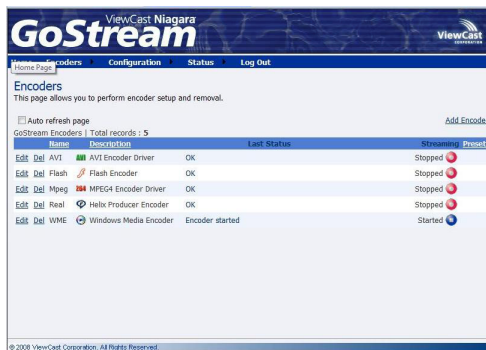 ViewCast Niagara
GoStream
ViewCast
CORPORATION
Home Encoders Configuration Status Log Out
Home Page
Encoders
This page allows you to perform encoder setup and removal.
Auto refresh page
Add Encode
GoStream Encoders | Total records : 5
Name Description Last Status Streaming Preset
Edit Del AVI AVI AVI Encoder Driver OK Stopped
Edit Del Flash Flash Encoder OK Stopped
Edit Del Mpeg 264 MPEG4 Encoder Driver OK Stopped
Edit Del Real Helix Producer Encoder OK Stopped
Edit Del WME Windows Media Encoder Encoder started Started
© 2008 ViewCast Corporation. All Rights Reserved.